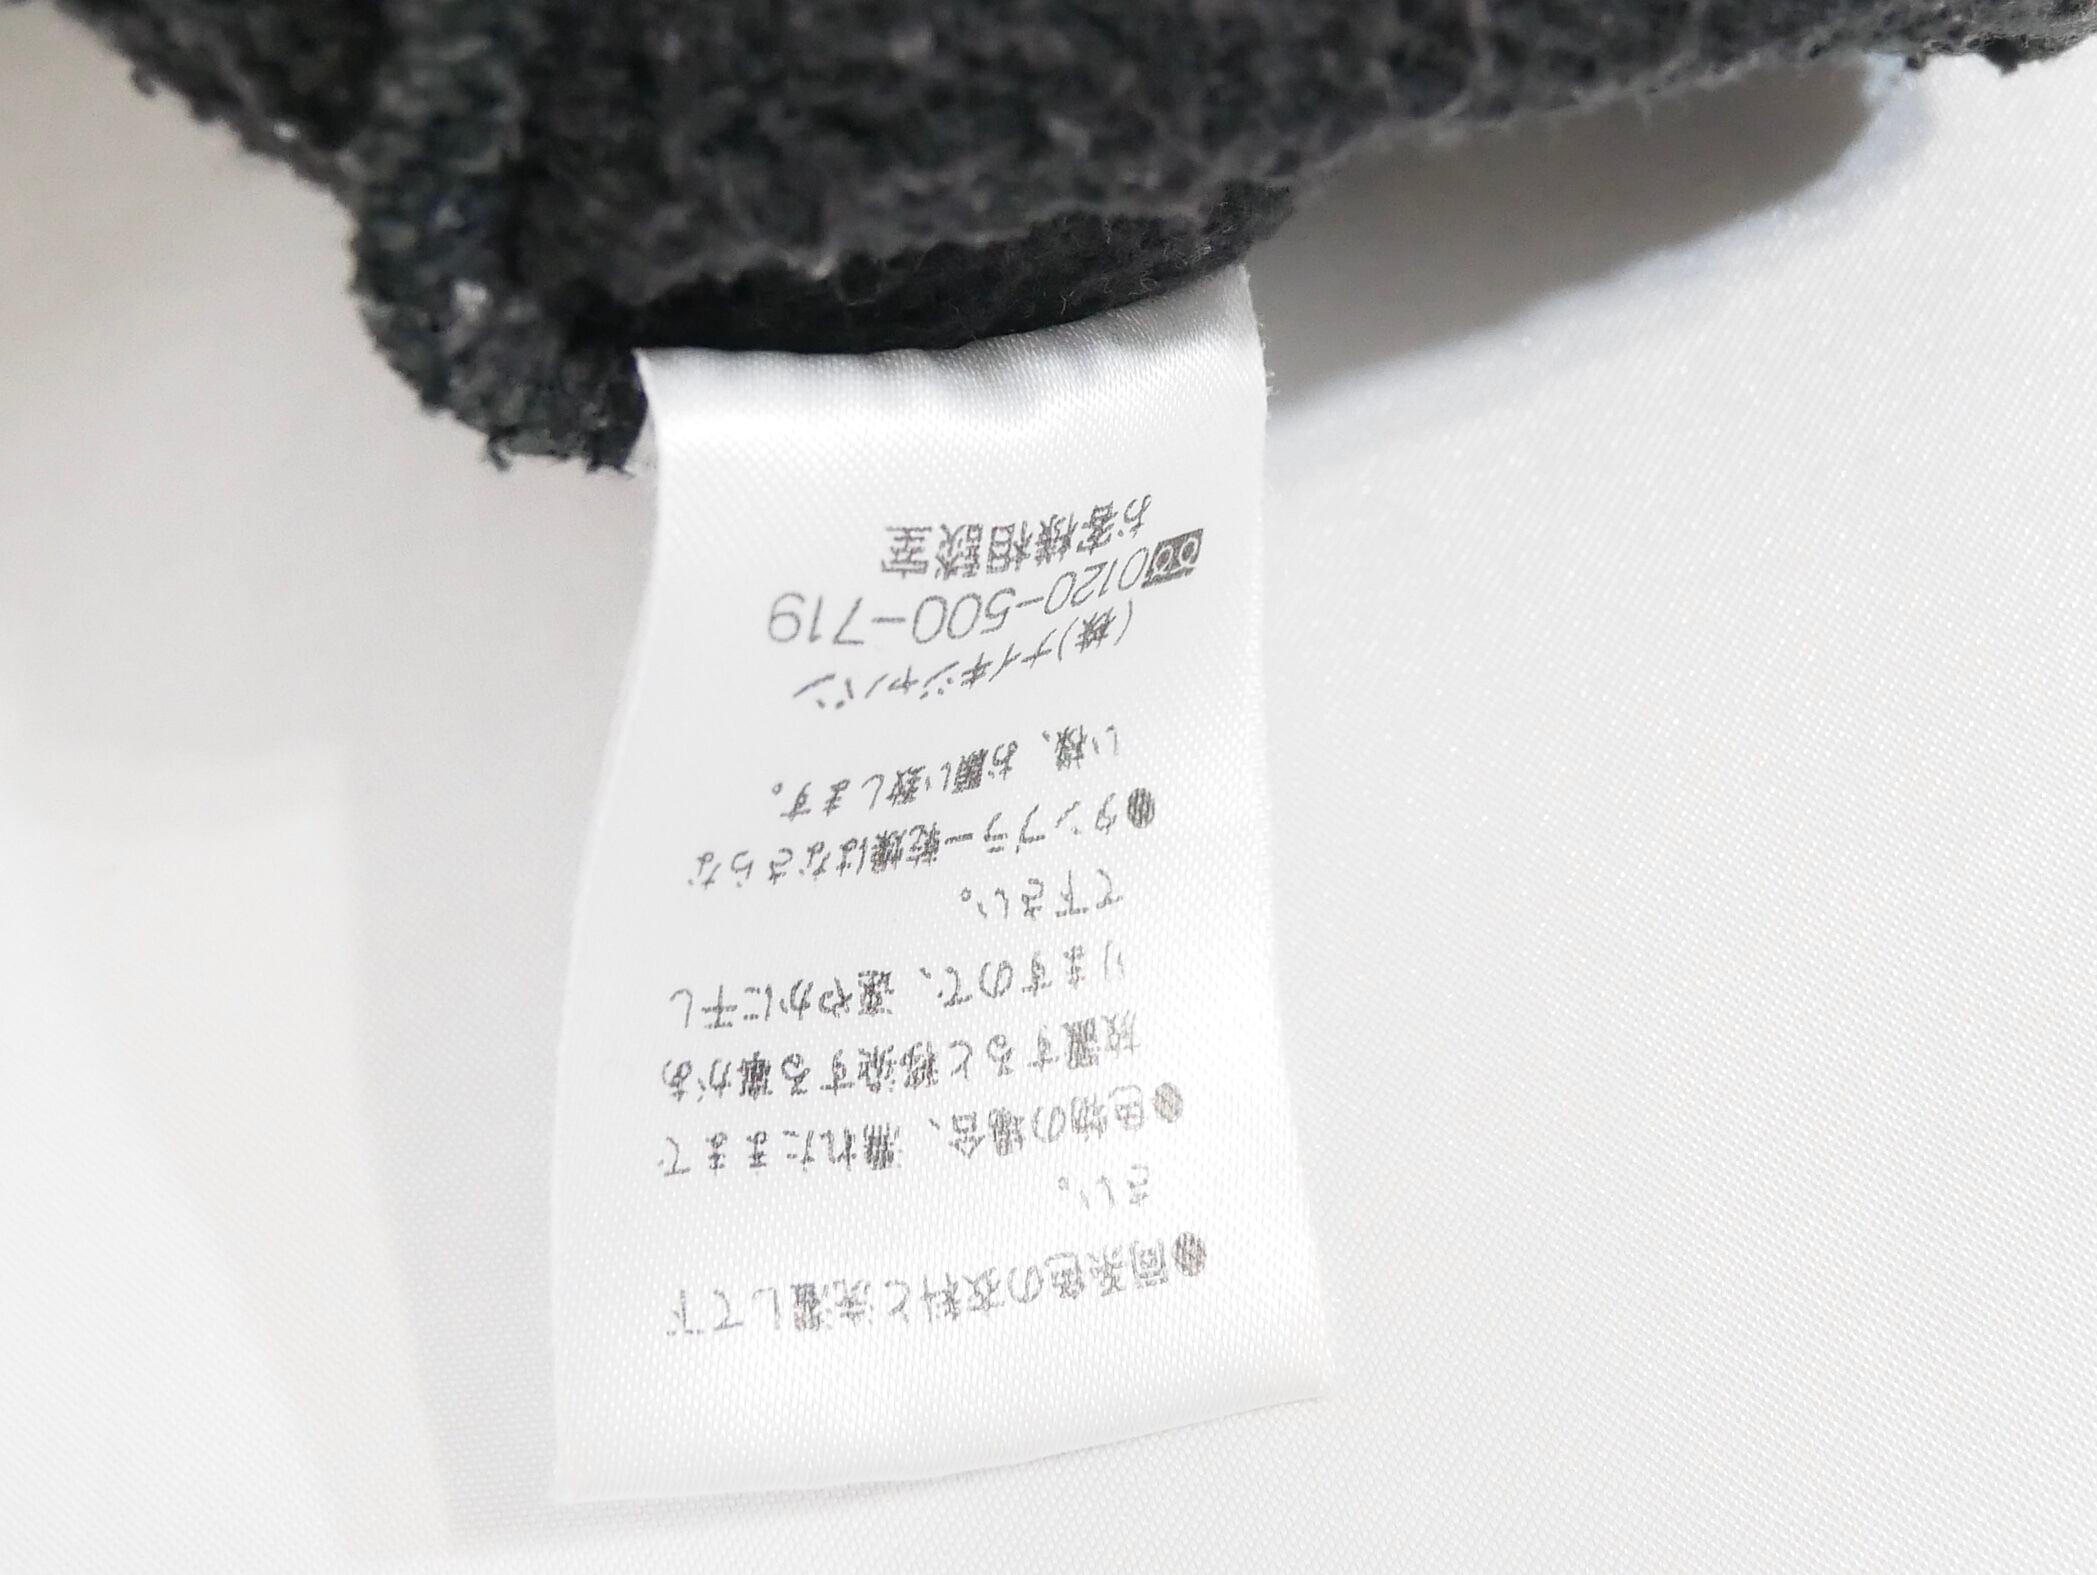 ●同系色の衣料と洗濯して下
さい。
●色物の場合、濡れたままで
放置すると移染する事があ
りますので、速やかに干し
て下さい。
●タンブラー乾燥はなさらな
い様、お願い致します。
(株)ナイキジャパン
0120-500-719
お客様相談室